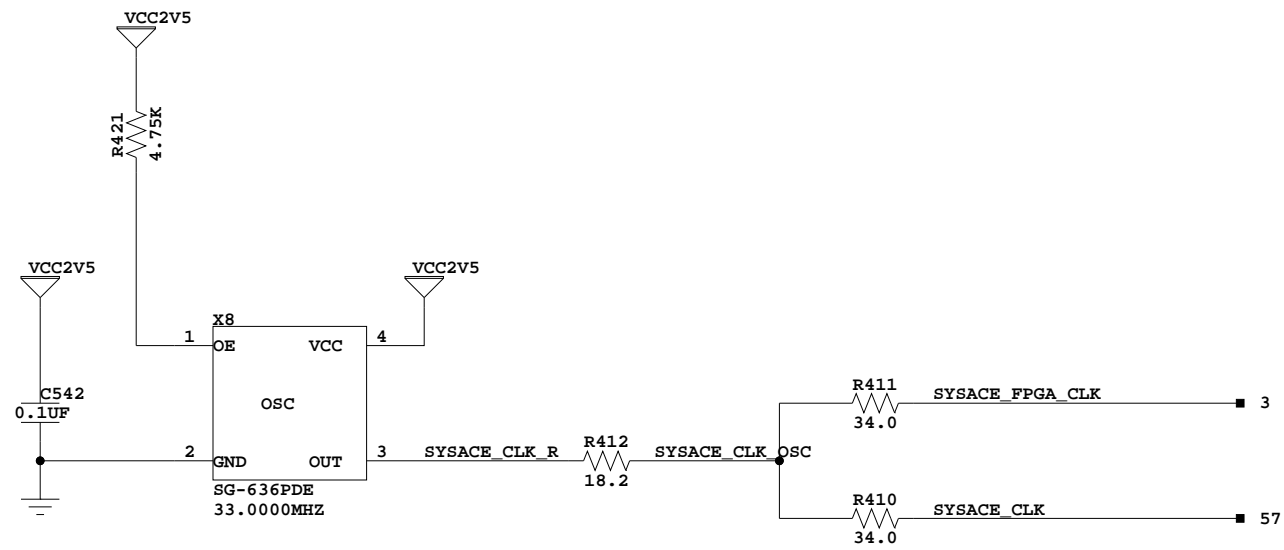 VCC2V5
R421
4.75K
VCC2V5
VCC2V5
X8
1
OE
VCC
4
C542
0.1UF
OSC
R411
SYSACE_FPGA_CLK
3
34.0
2
GND
OUT
3
SYSACE_CLK_R
R412
SYSACE_CLK_OSC
18.2
SG-636PDE
33.0000MHZ
R410
SYSACE_CLK
57
34.0